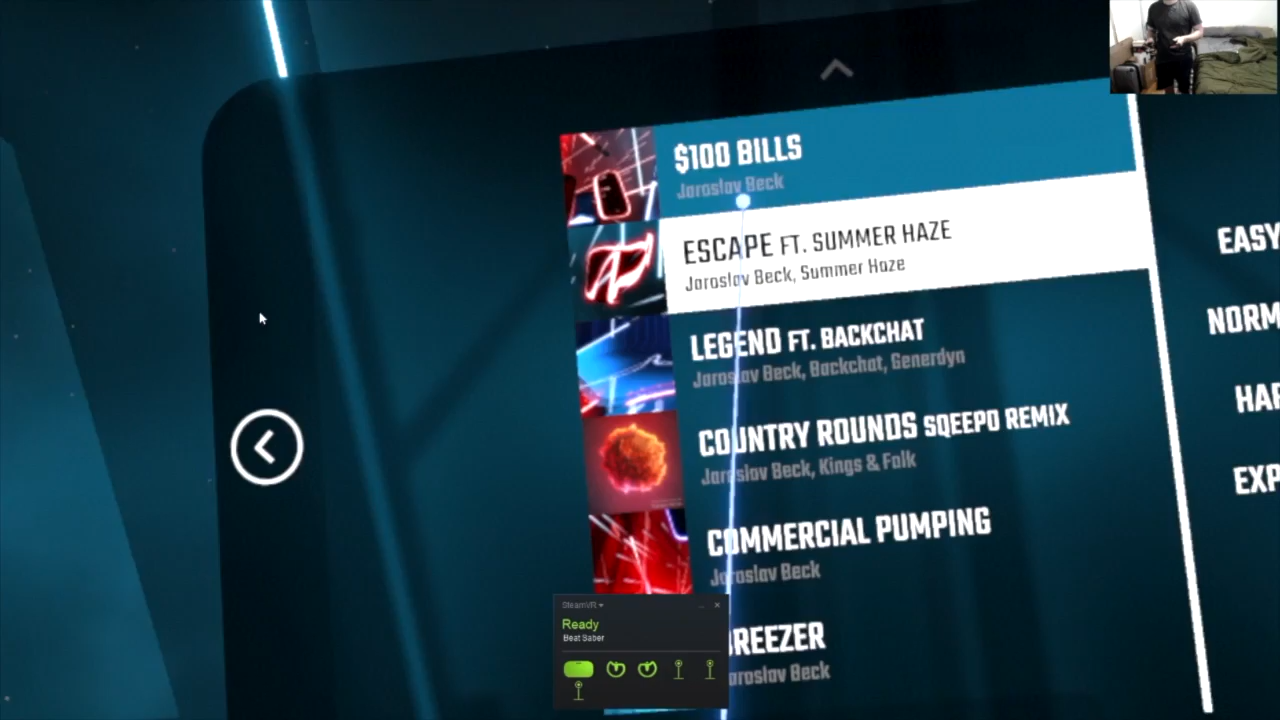 $100 BILLS
Jaroslav Beck
ESCAPE FT. SUMMER HAZE
Jaroslav Beck, Summer Haze
LEGEND FT. BACKCHAT
Jaroslav Beck, Backchat, Generdyn
COUNTRY ROUNDS SQEEPO REMIX
Jaroslav Beck, Kings & Folk
COMMERCIAL PUMPING
Jaroslav Beck
BREEZER
Jaroslav Beck
EASY
NORM
HAR
EXP
SteamVR
Ready
Beat Saber